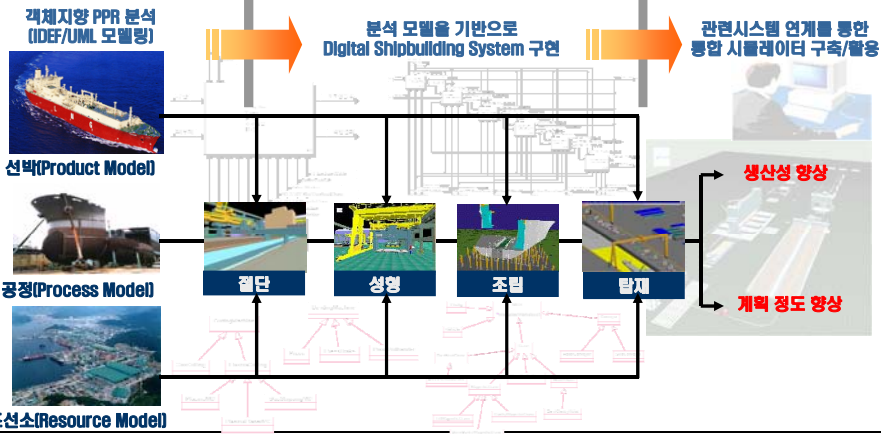 객체지향 PPR 분석
(IDEF/UML 모델링)
분석 모델을 기반으로
Digital Shipbuilding System 구현
관련시스템 연계를 통한
통합 시뮬레이터 구축/활용
선박(Product Model)
공정(Process Model)
조선소(Resource Model)
절단
성형
조립
탑재
생산성 향상
계획 정도 향상